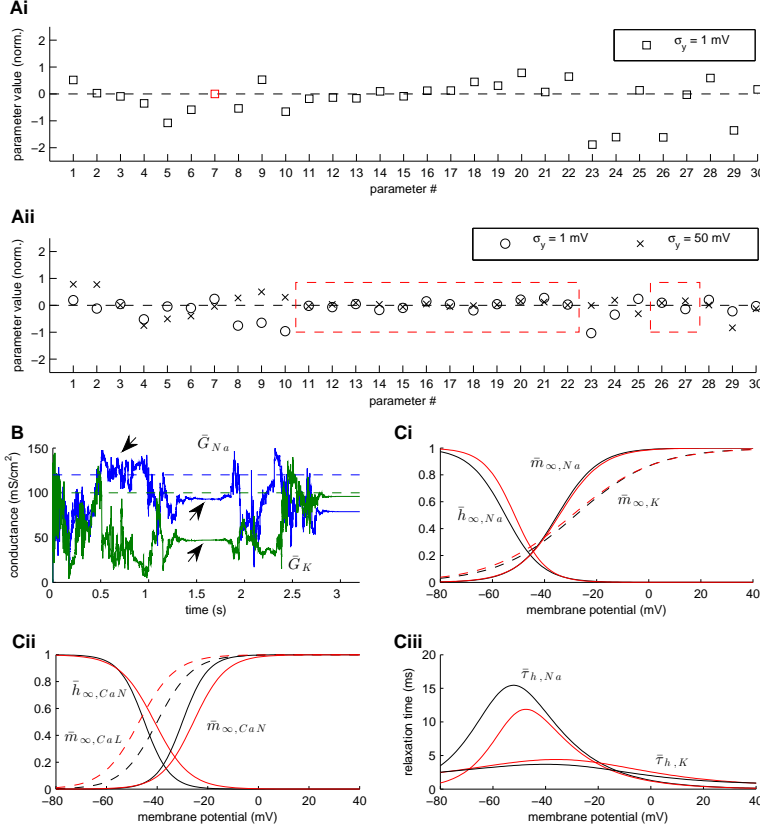 Ai
parameter value (norm.)
2
1
0
−1
−2
σy = 1 mV
1 2 3 4 5 6 7 8 9 10 11 12 13 14 15 16 17 18 19 20 21 22 23 24 25 26 27 28 29 30
parameter #
Aii
parameter value (norm.)
2
1
0
−1
−2
σy = 1 mV σy = 50 mV
1 2 3 4 5 6 7 8 9 10 11 12 13 14 15 16 17 18 19 20 21 22 23 24 25 26 27 28 29 30
parameter #
B
conductance (mS/cm²)
150
100
50
0
ḠNa
ḠK
0 0.5 1 1.5 2 2.5 3
time (s)
Ci
1
0.8
0.6
0.4
0.2
0
m̄∞,Na
m̄∞,K
h̄∞,Na
−80 −60 −40 −20 0 20 40
membrane potential (mV)
Cii
1
0.8
0.6
0.4
0.2
0
h̄∞,CaN
m̄∞,CaL
m̄∞,CaN
−80 −60 −40 −20 0 20 40
membrane potential (mV)
Ciii
relaxation time (ms)
20
15
10
5
0
τ̄h,Na
τ̄h,K
−80 −60 −40 −20 0 20 40
membrane potential (mV)